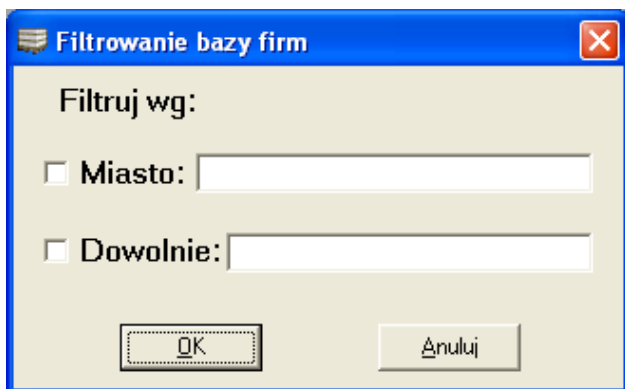 Filtrowanie bazy firm
Filtruj wg:
Miasto:
Dowolnie:
OK Anuluj